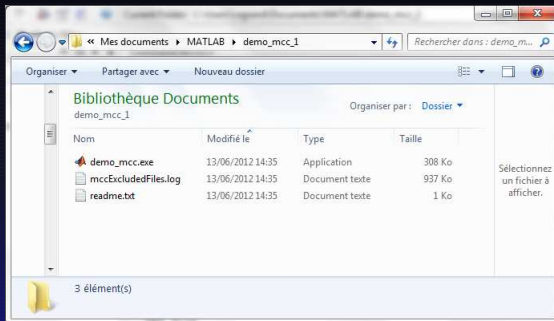 « Mes documents ▸ MATLAB ▸ demo_mcc_1
Rechercher dans : demo_m...
Organiser ▾ Partager avec ▾ Nouveau dossier
Bibliothèque Documents
demo_mcc_1
Organiser par : Dossier ▾
Nom Modifié le Type Taille
demo_mcc.exe 13/06/2012 14:35 Application 308 Ko
mccExcludedFiles.log 13/06/2012 14:35 Document texte 937 Ko
readme.txt 13/06/2012 14:35 Document texte 1 Ko
Sélectionnez
un fichier à
afficher.
3 élément(s)